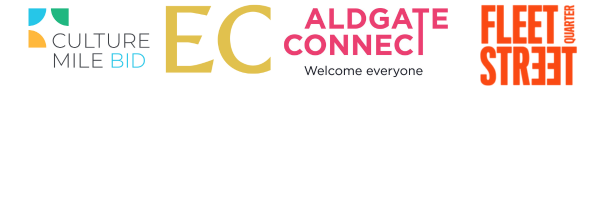 CULTURE
MILE BID
EC
ALDGATE
CONNECT
Welcome everyone
FLEET
STREET
QUARTER